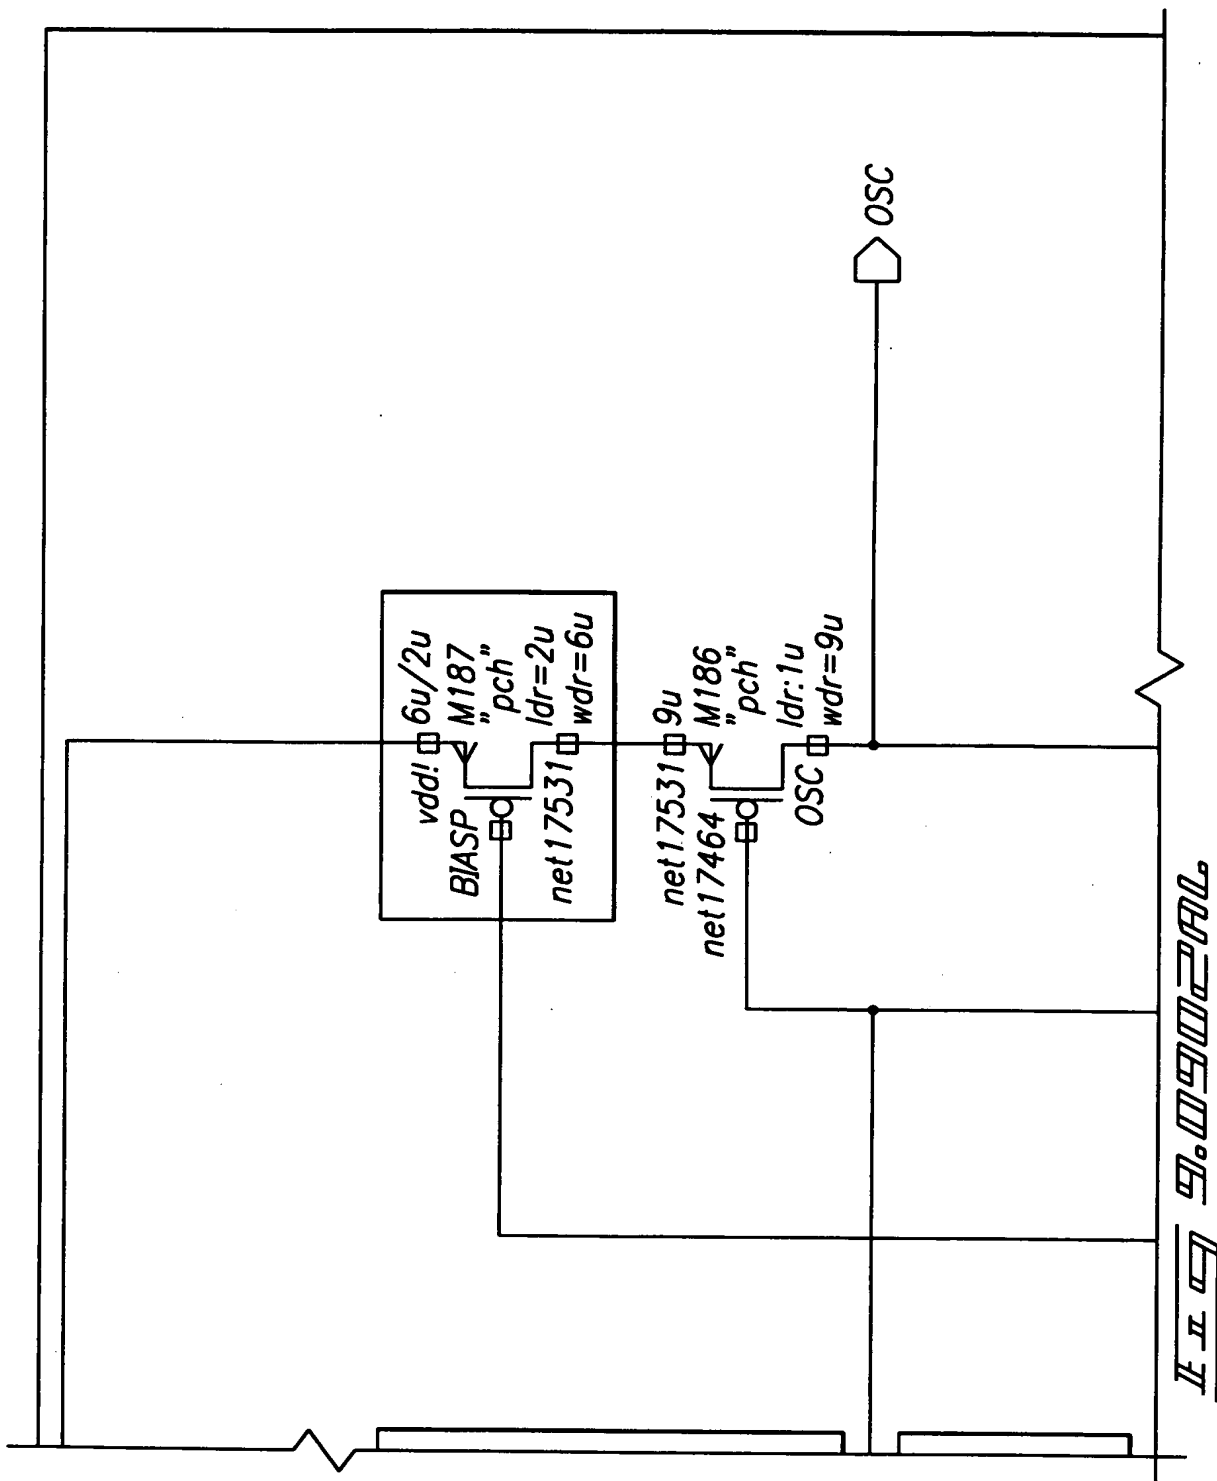 OSC
vdd! 6u/2u
M187
"pch"
BIASP
ldr=2u
net17531 wdr=6u
net17531 9u
M186
"pch"
net17464
ldr:1u
OSC wdr=9u
FIG 9.0902AL